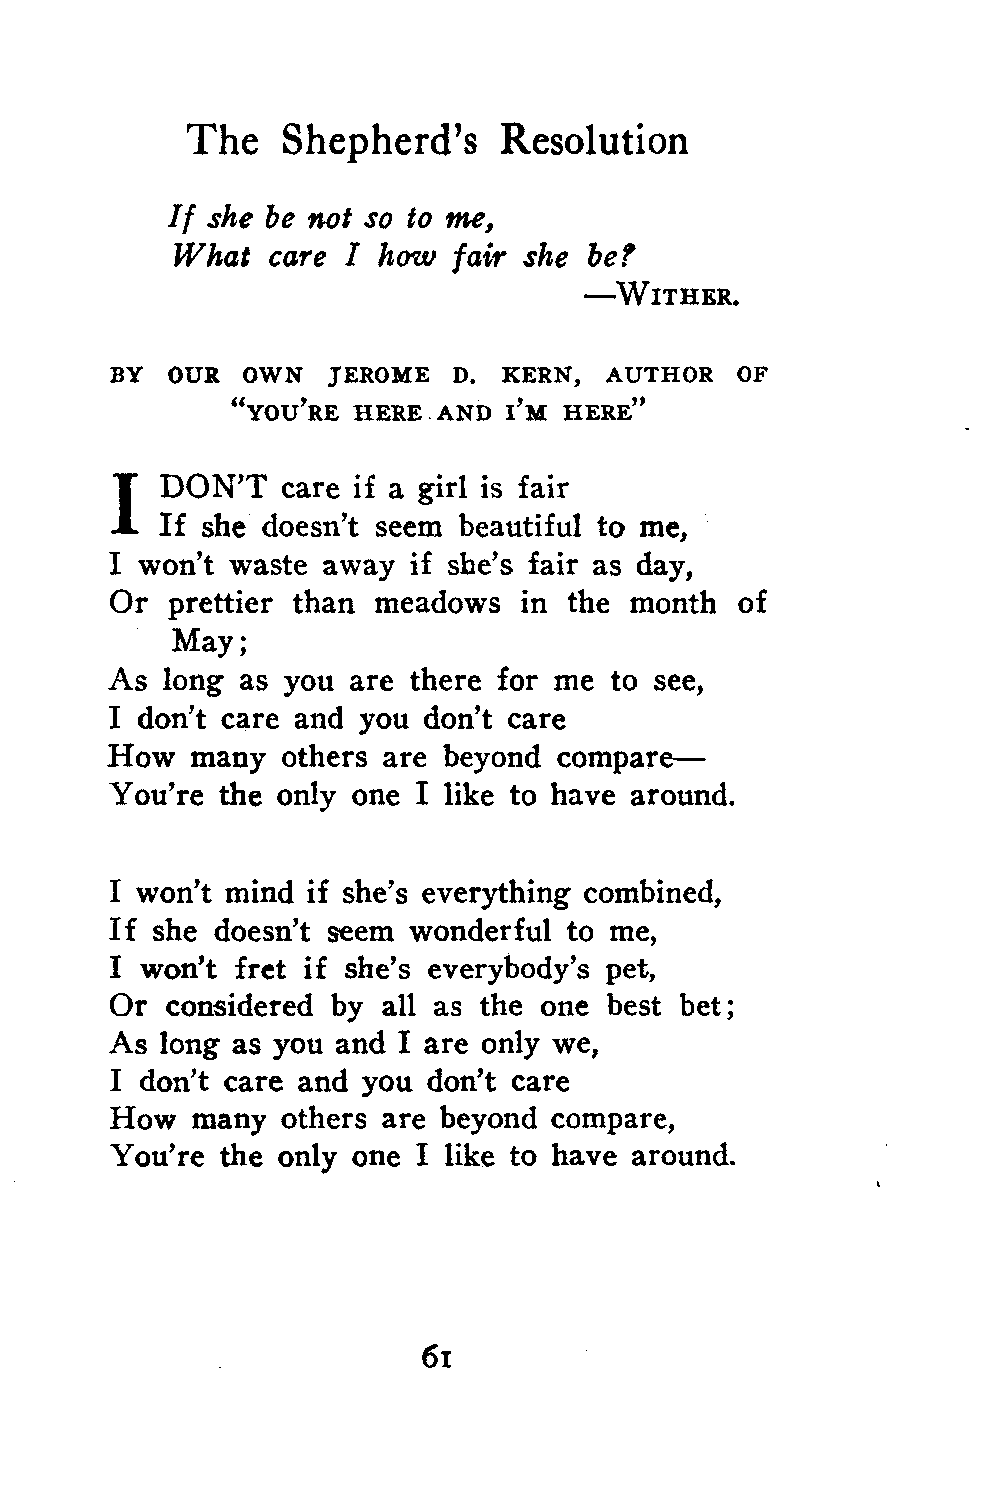 The Shepherd's Resolution
If she be not so to me,
What care I how fair she be?
—WITHER.
BY OUR OWN JEROME D. KERN, AUTHOR OF
"YOU'RE HERE AND I'M HERE"
I DON'T care if a girl is fair
If she doesn't seem beautiful to me,
I won't waste away if she's fair as day,
Or prettier than meadows in the month of
May;
As long as you are there for me to see,
I don't care and you don't care
How many others are beyond compare—
You're the only one I like to have around.
I won't mind if she's everything combined,
If she doesn't seem wonderful to me,
I won't fret if she's everybody's pet,
Or considered by all as the one best bet;
As long as you and I are only we,
I don't care and you don't care
How many others are beyond compare,
You're the only one I like to have around.
61